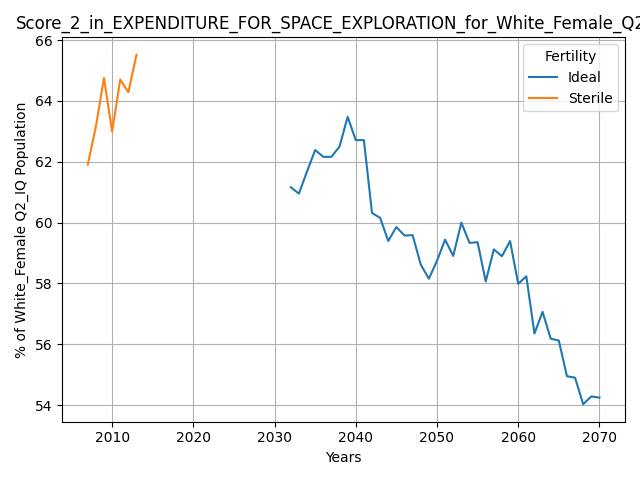 Score_2_in_EXPENDITURE_FOR_SPACE_EXPLORATION_for_White_Female_Q2
66
64
62
60
58
56
54
% of White_Female Q2_IQ Population
Fertility
Ideal
Sterile
2010 2020 2030 2040 2050 2060 2070
Years